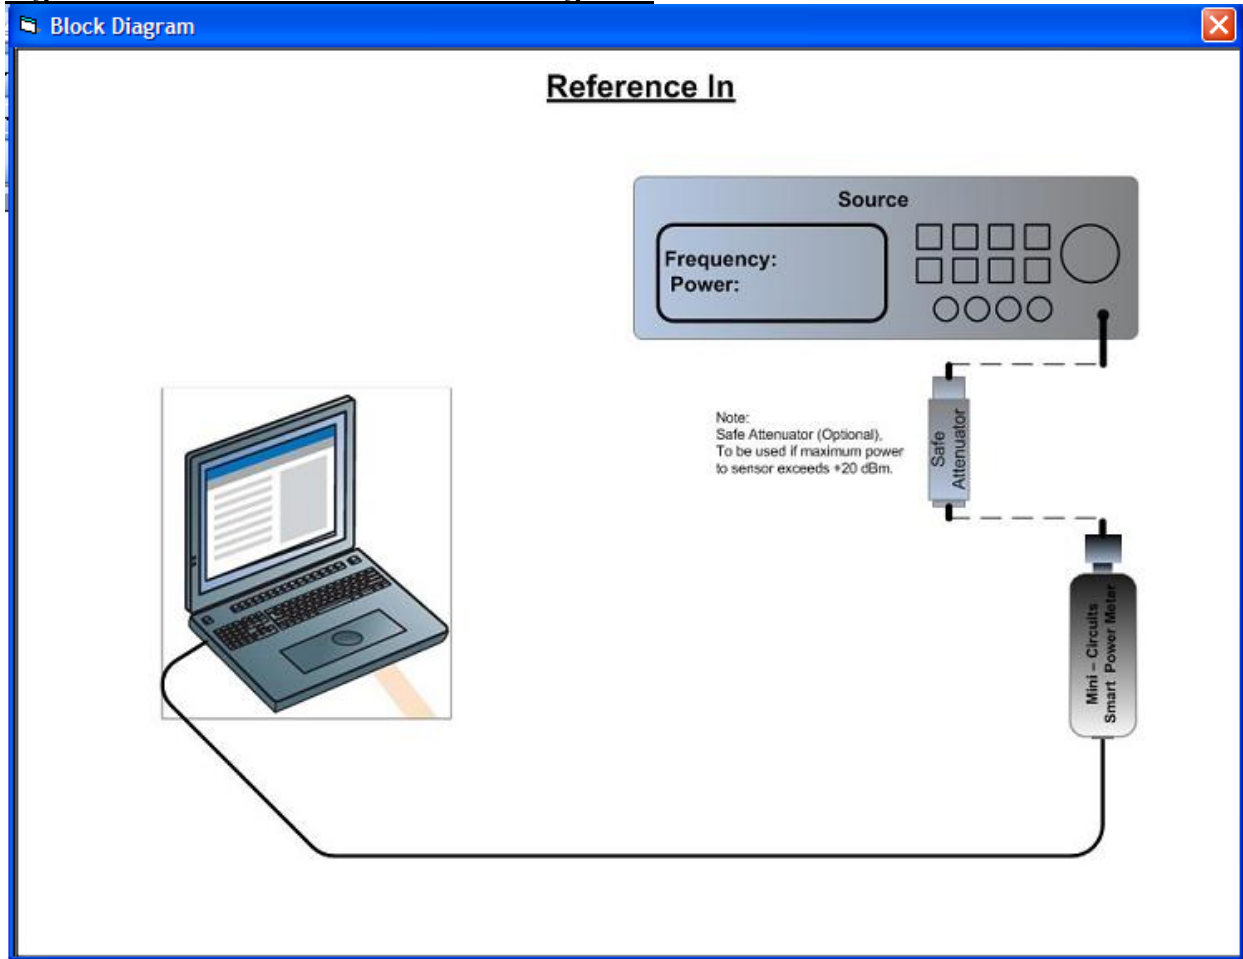 Block Diagram
Reference In
Source
Frequency:
Power:
Note:
Safe Attenuator (Optional),
To be used if maximum power
to sensor exceeds +20 dBm.
Safe
Attenuator
Mini – Circuits
Smart Power Meter